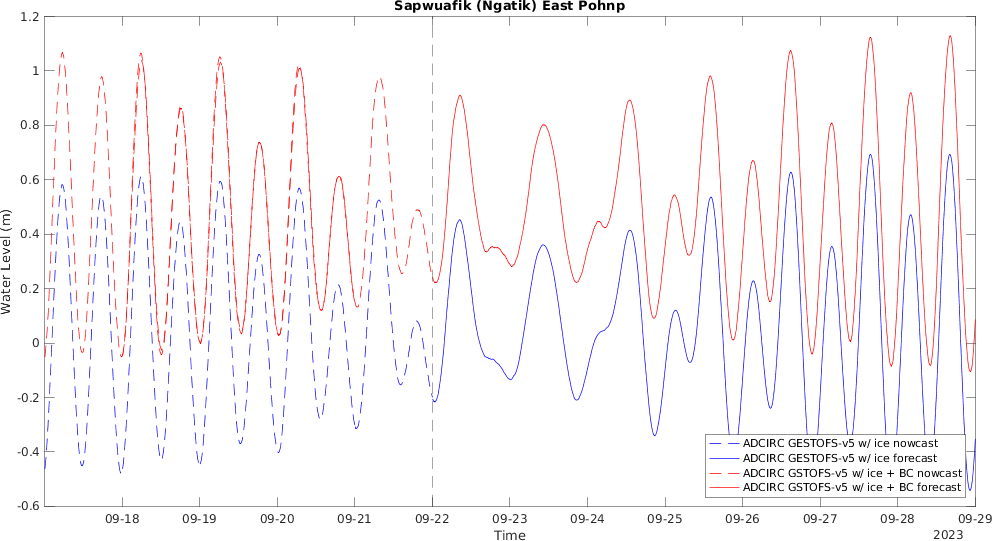 Sapwuafik (Ngatik) East Pohnp
Water Level (m)
1.2
1
0.8
0.6
0.4
0.2
0
-0.2
-0.4
-0.6
ADCIRC GESTOFS-v5 w/ ice nowcast
ADCIRC GESTOFS-v5 w/ ice forecast
ADCIRC GSTOFS-v5 w/ ice + BC nowcast
ADCIRC GSTOFS-v5 w/ ice + BC forecast
09-18 09-19 09-20 09-21 09-22 09-23 09-24 09-25 09-26 09-27 09-28 09-29
Time
2023